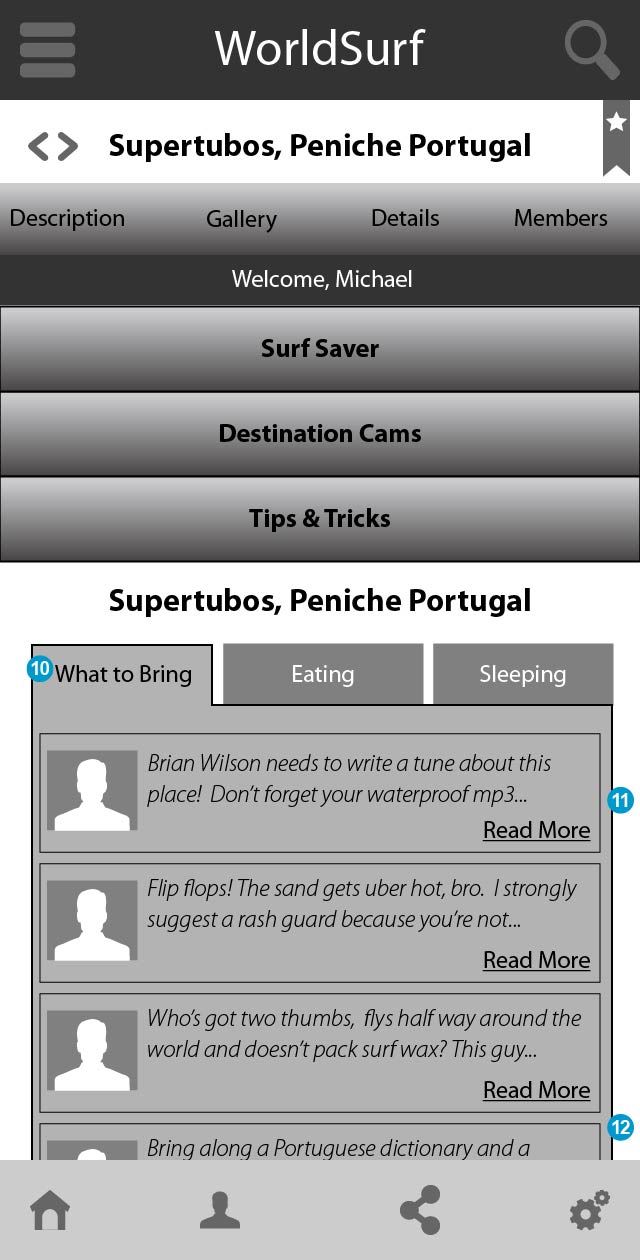 WorldSurf
Supertubos, Peniche Portugal
Description Gallery Details Members
Welcome, Michael
Surf Saver
Destination Cams
Tips & Tricks
Supertubos, Peniche Portugal
10 What to Bring Eating Sleeping
Brian Wilson needs to write a tune about this
place! Don't forget your waterproof mp3...
11
Read More
Flip flops! The sand gets uber hot, bro. I strongly
suggest a rash guard because you're not...
Read More
Who's got two thumbs, flys half way around the
world and doesn't pack surf wax? This guy...
Read More
12
Bring along a Portuguese dictionary and a